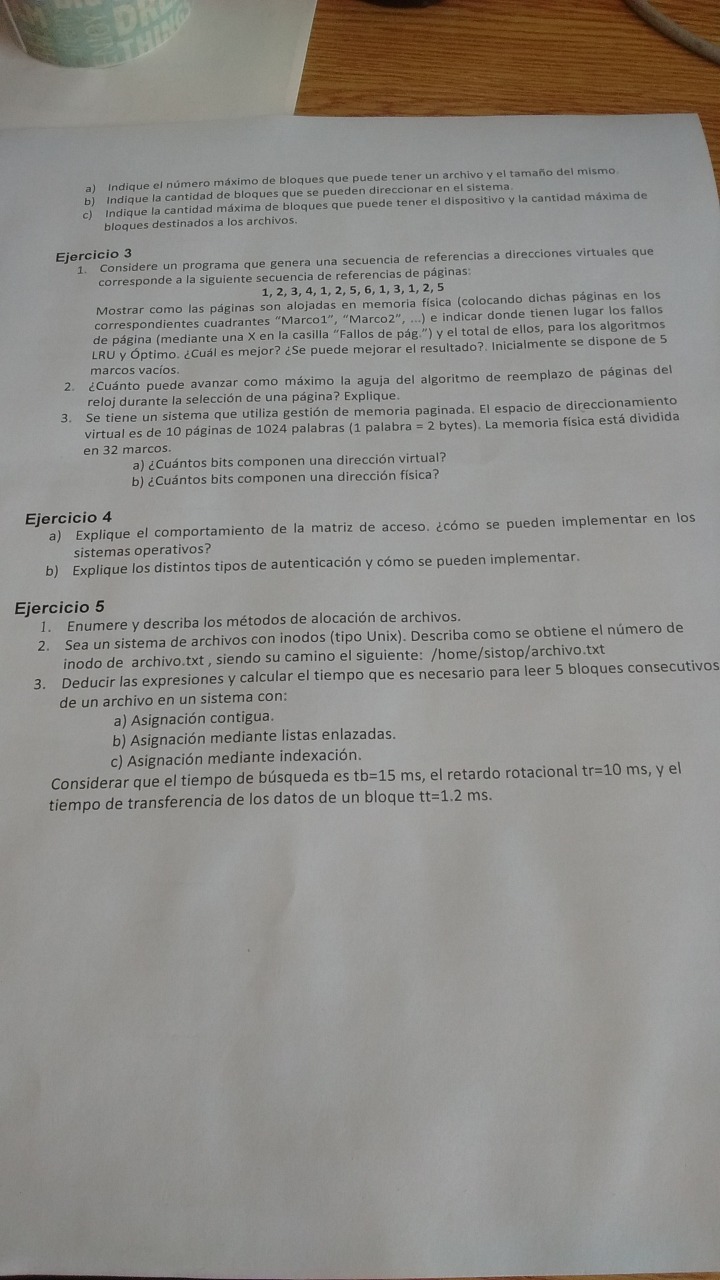 DR
THIN
a) Indique el número máximo de bloques que puede tener un archivo y el tamaño del mismo.
b) Indique la cantidad de bloques que se pueden direccionar en el sistema.
c) Indique la cantidad máxima de bloques que puede tener el dispositivo y la cantidad máxima de
bloques destinados a los archivos.
Ejercicio 3
1. Considere un programa que genera una secuencia de referencias a direcciones virtuales que
corresponde a la siguiente secuencia de referencias de páginas:
1, 2, 3, 4, 1, 2, 5, 6, 1, 3, 1, 2, 5
Mostrar como las páginas son alojadas en memoria física (colocando dichas páginas en los
correspondientes cuadrantes "Marco1", "Marco2", ...) e indicar donde tienen lugar los fallos
de página (mediante una X en la casilla "Fallos de pág.") y el total de ellos, para los algoritmos
LRU y Óptimo. ¿Cuál es mejor? ¿Se puede mejorar el resultado?. Inicialmente se dispone de 5
marcos vacíos.
2. ¿Cuánto puede avanzar como máximo la aguja del algoritmo de reemplazo de páginas del
reloj durante la selección de una página? Explique.
3. Se tiene un sistema que utiliza gestión de memoria paginada. El espacio de direccionamiento
virtual es de 10 páginas de 1024 palabras (1 palabra = 2 bytes). La memoria física está dividida
en 32 marcos.
a) ¿Cuántos bits componen una dirección virtual?
b) ¿Cuántos bits componen una dirección física?
Ejercicio 4
a) Explique el comportamiento de la matriz de acceso. ¿cómo se pueden implementar en los
sistemas operativos?
b) Explique los distintos tipos de autenticación y cómo se pueden implementar.
Ejercicio 5
1. Enumere y describa los métodos de alocación de archivos.
2. Sea un sistema de archivos con inodos (tipo Unix). Describa como se obtiene el número de
inodo de archivo.txt , siendo su camino el siguiente: /home/sistop/archivo.txt
3. Deducir las expresiones y calcular el tiempo que es necesario para leer 5 bloques consecutivos
de un archivo en un sistema con:
a) Asignación contigua.
b) Asignación mediante listas enlazadas.
c) Asignación mediante indexación.
Considerar que el tiempo de búsqueda es tb=15 ms, el retardo rotacional tr=10 ms, y el
tiempo de transferencia de los datos de un bloque tt=1.2 ms.